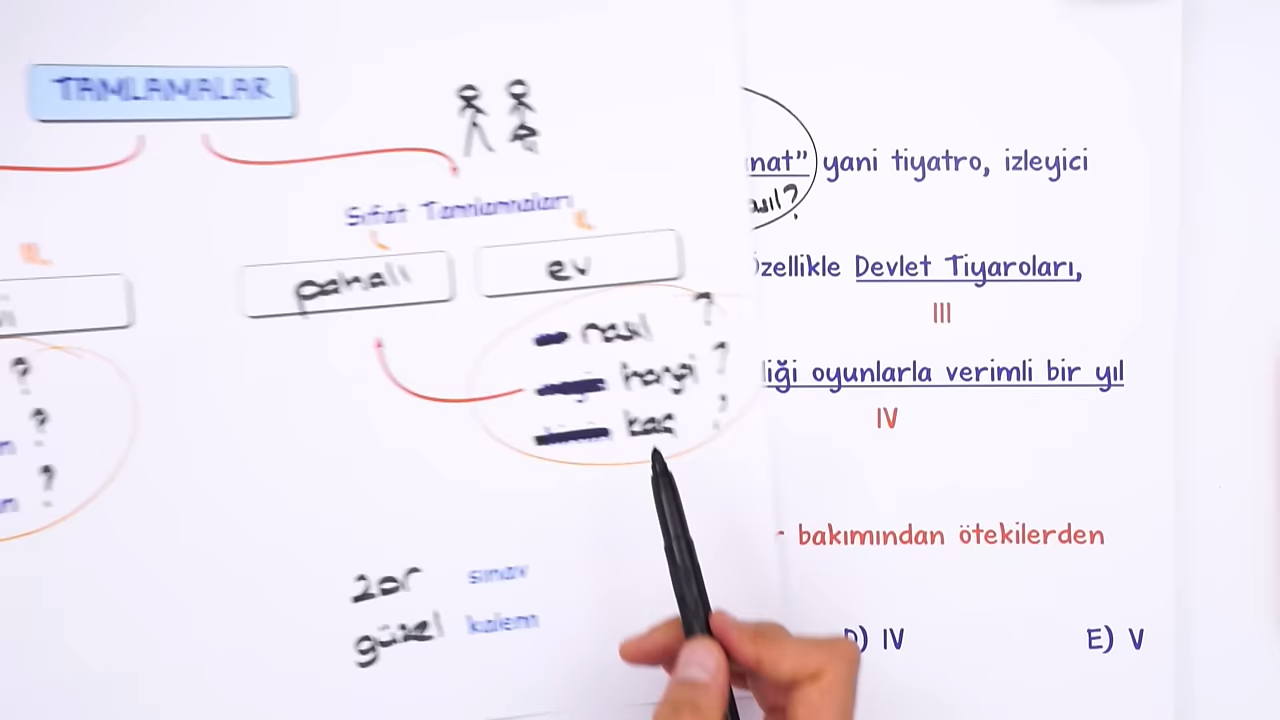 TAMLAMALAR
Sıfat Tamlamaları
pahalı
ev
nasıl ?
hangi ?
kaç ?
?
?
n ?
zor sınav
güzel kalem
nat” yani tiyatro, izleyici
asıl?
özellikle Devlet Tiyaroları,
III
liği oyunlarla verimli bir yıl
IV
- bakımından ötekilerden
D) IV E) V